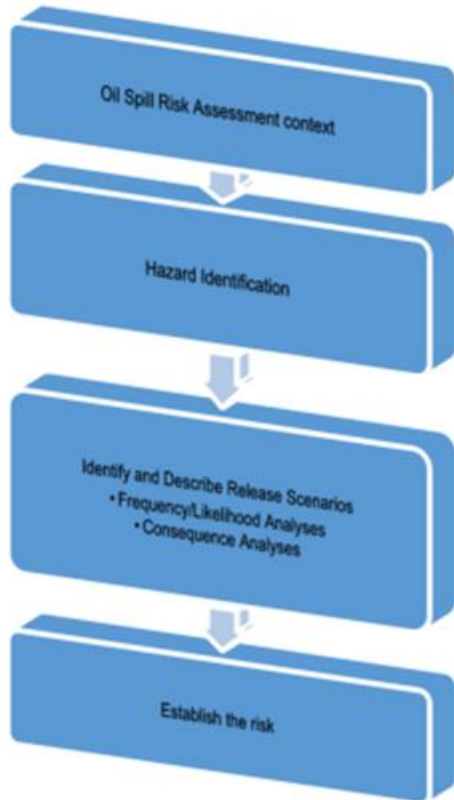 Oil Spill Risk Assessment context
Hazard Identification
Identify and Describe Release Scenarios
• Frequency/Likelihood Analyses
• Consequence Analyses
Establish the risk